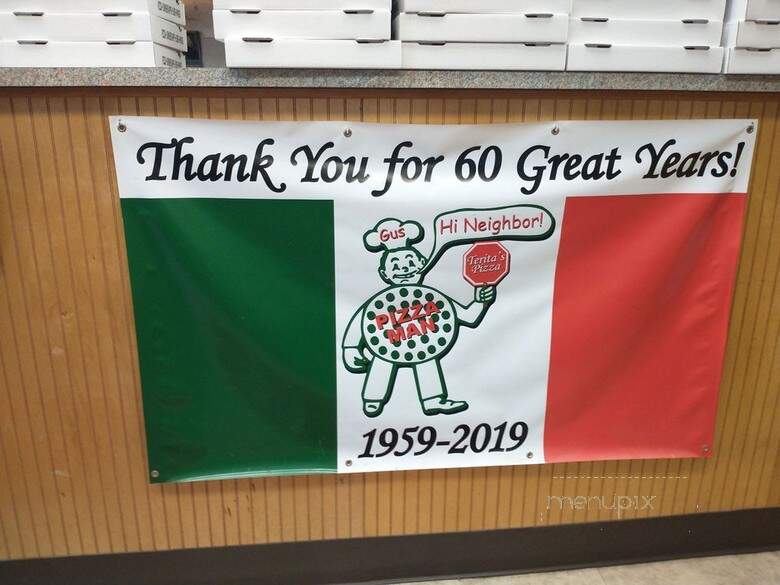 Thank You for 60 Great Years!
Gus
Hi Neighbor!
Terita's
Pizza
PIZZA
MAN
1959-2019
menupix